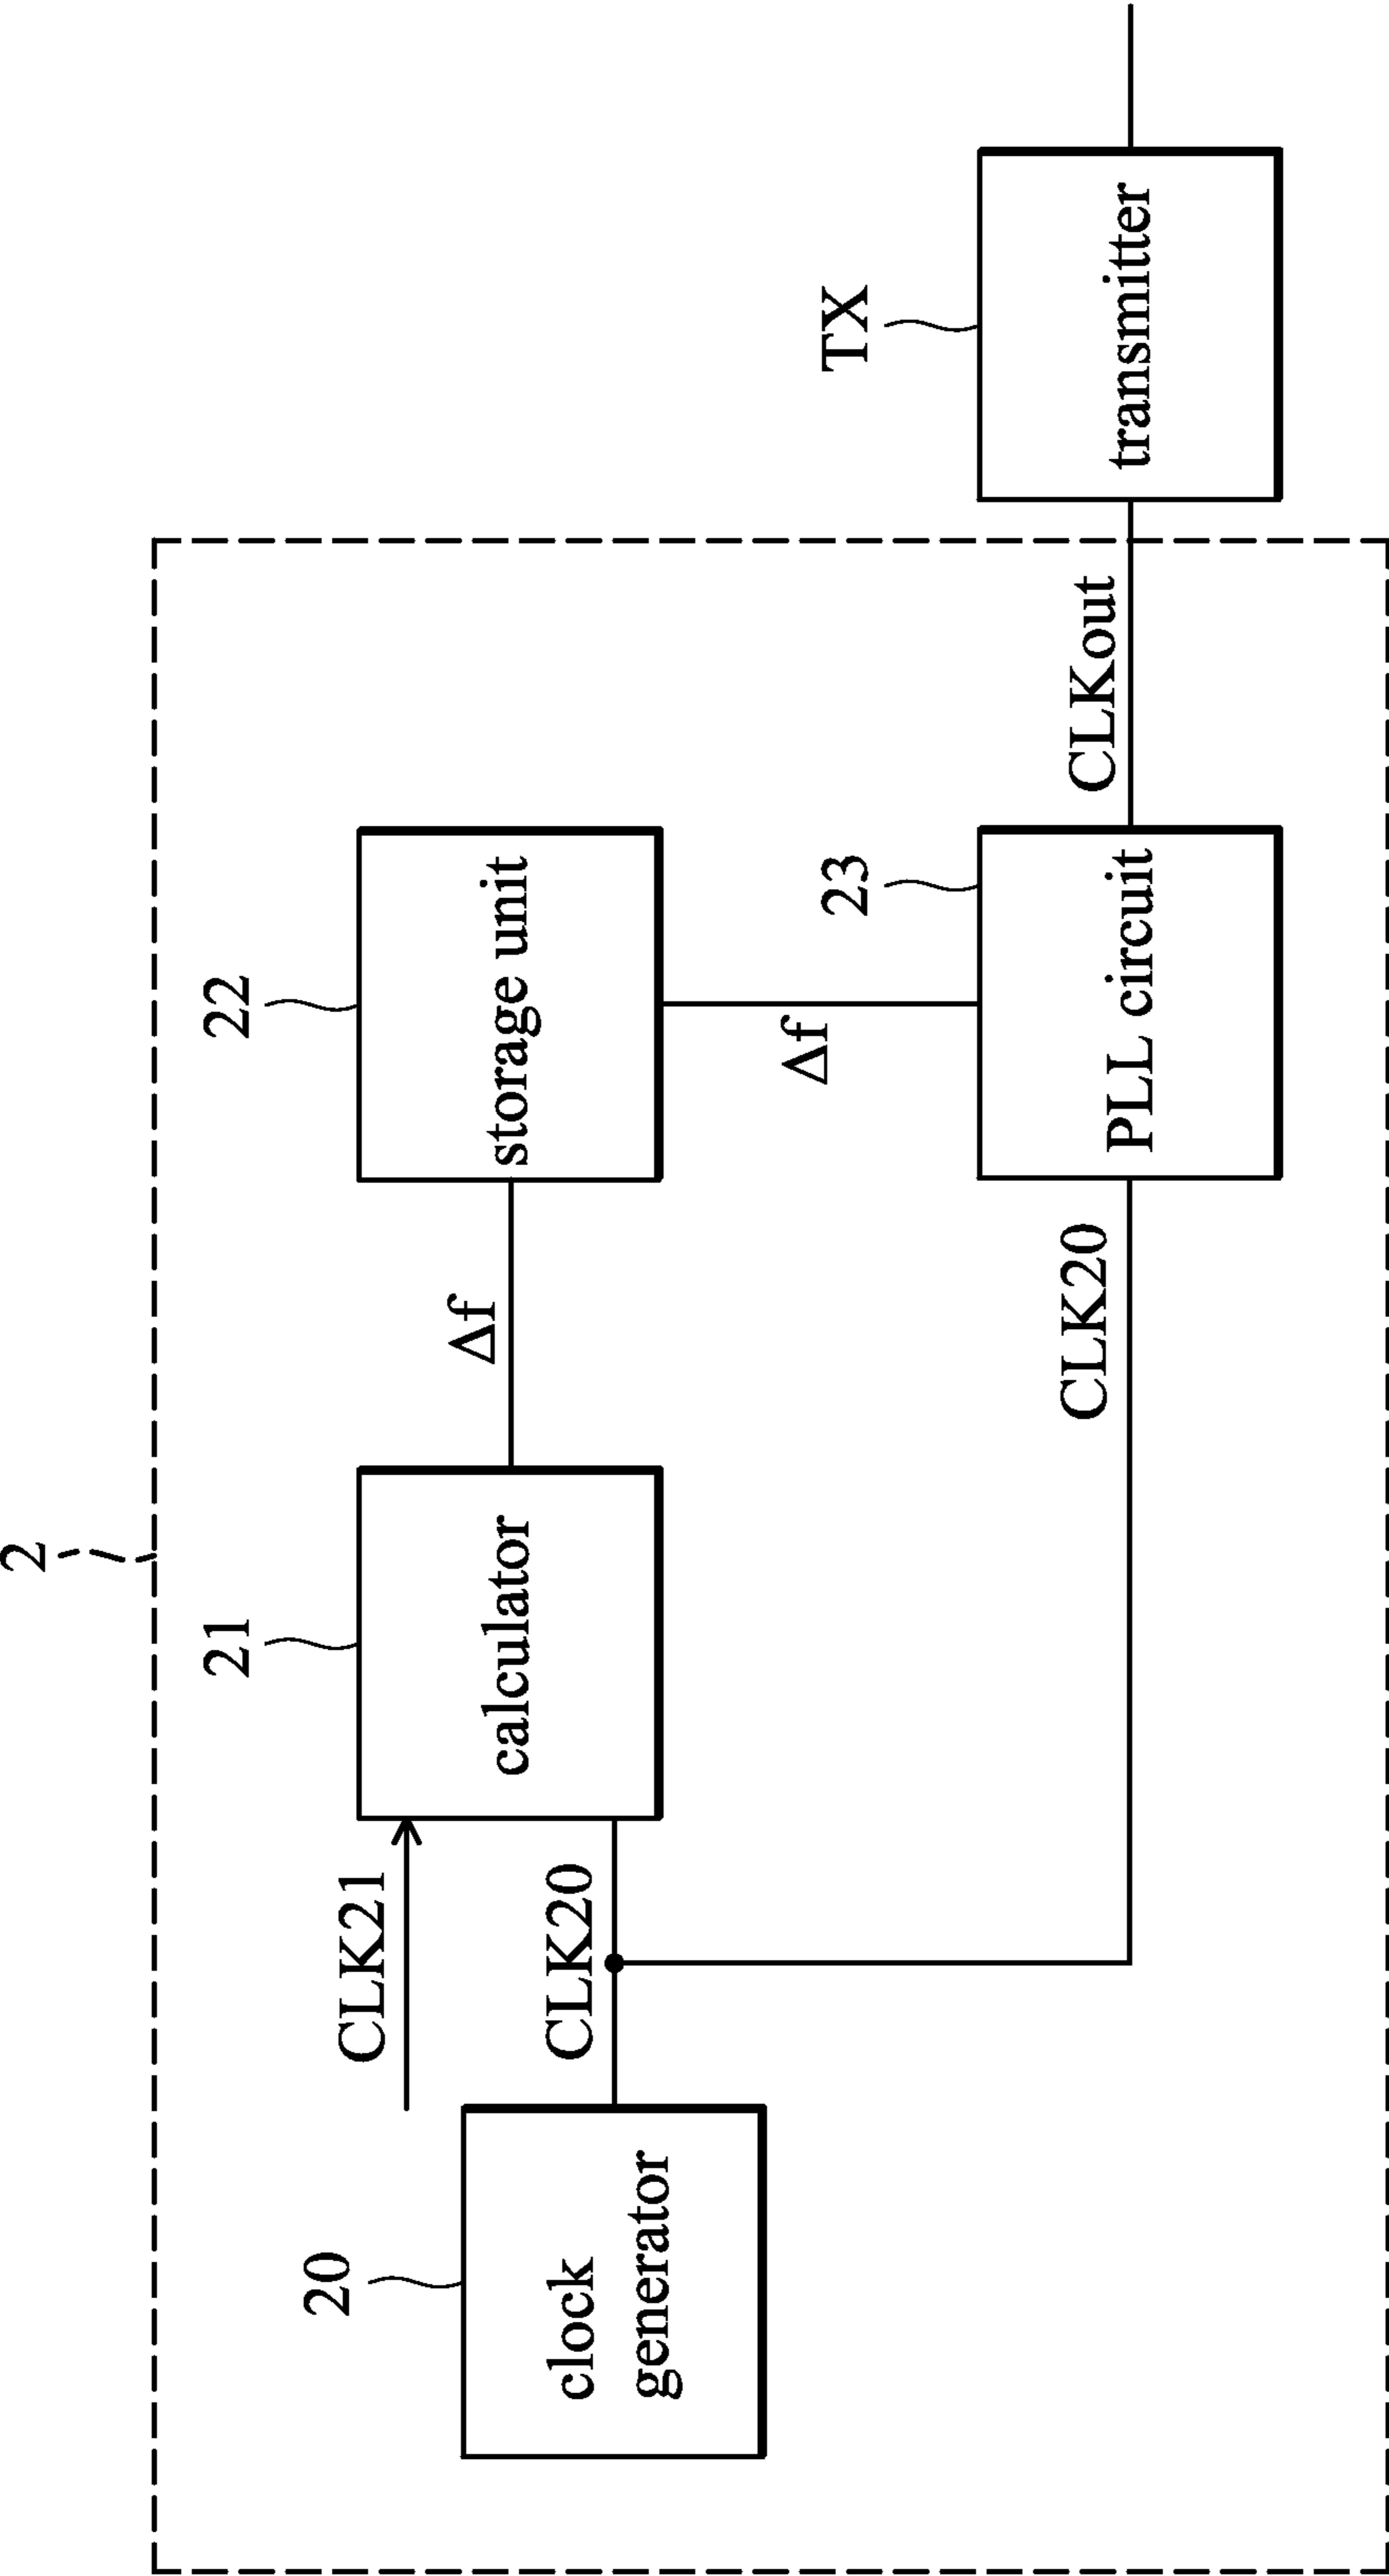 2
20
clock
generator
CLK21
CLK20
21
calculator
Δf
22
storage unit
Δf
CLK20
23
PLL circuit
CLKout
TX
transmitter